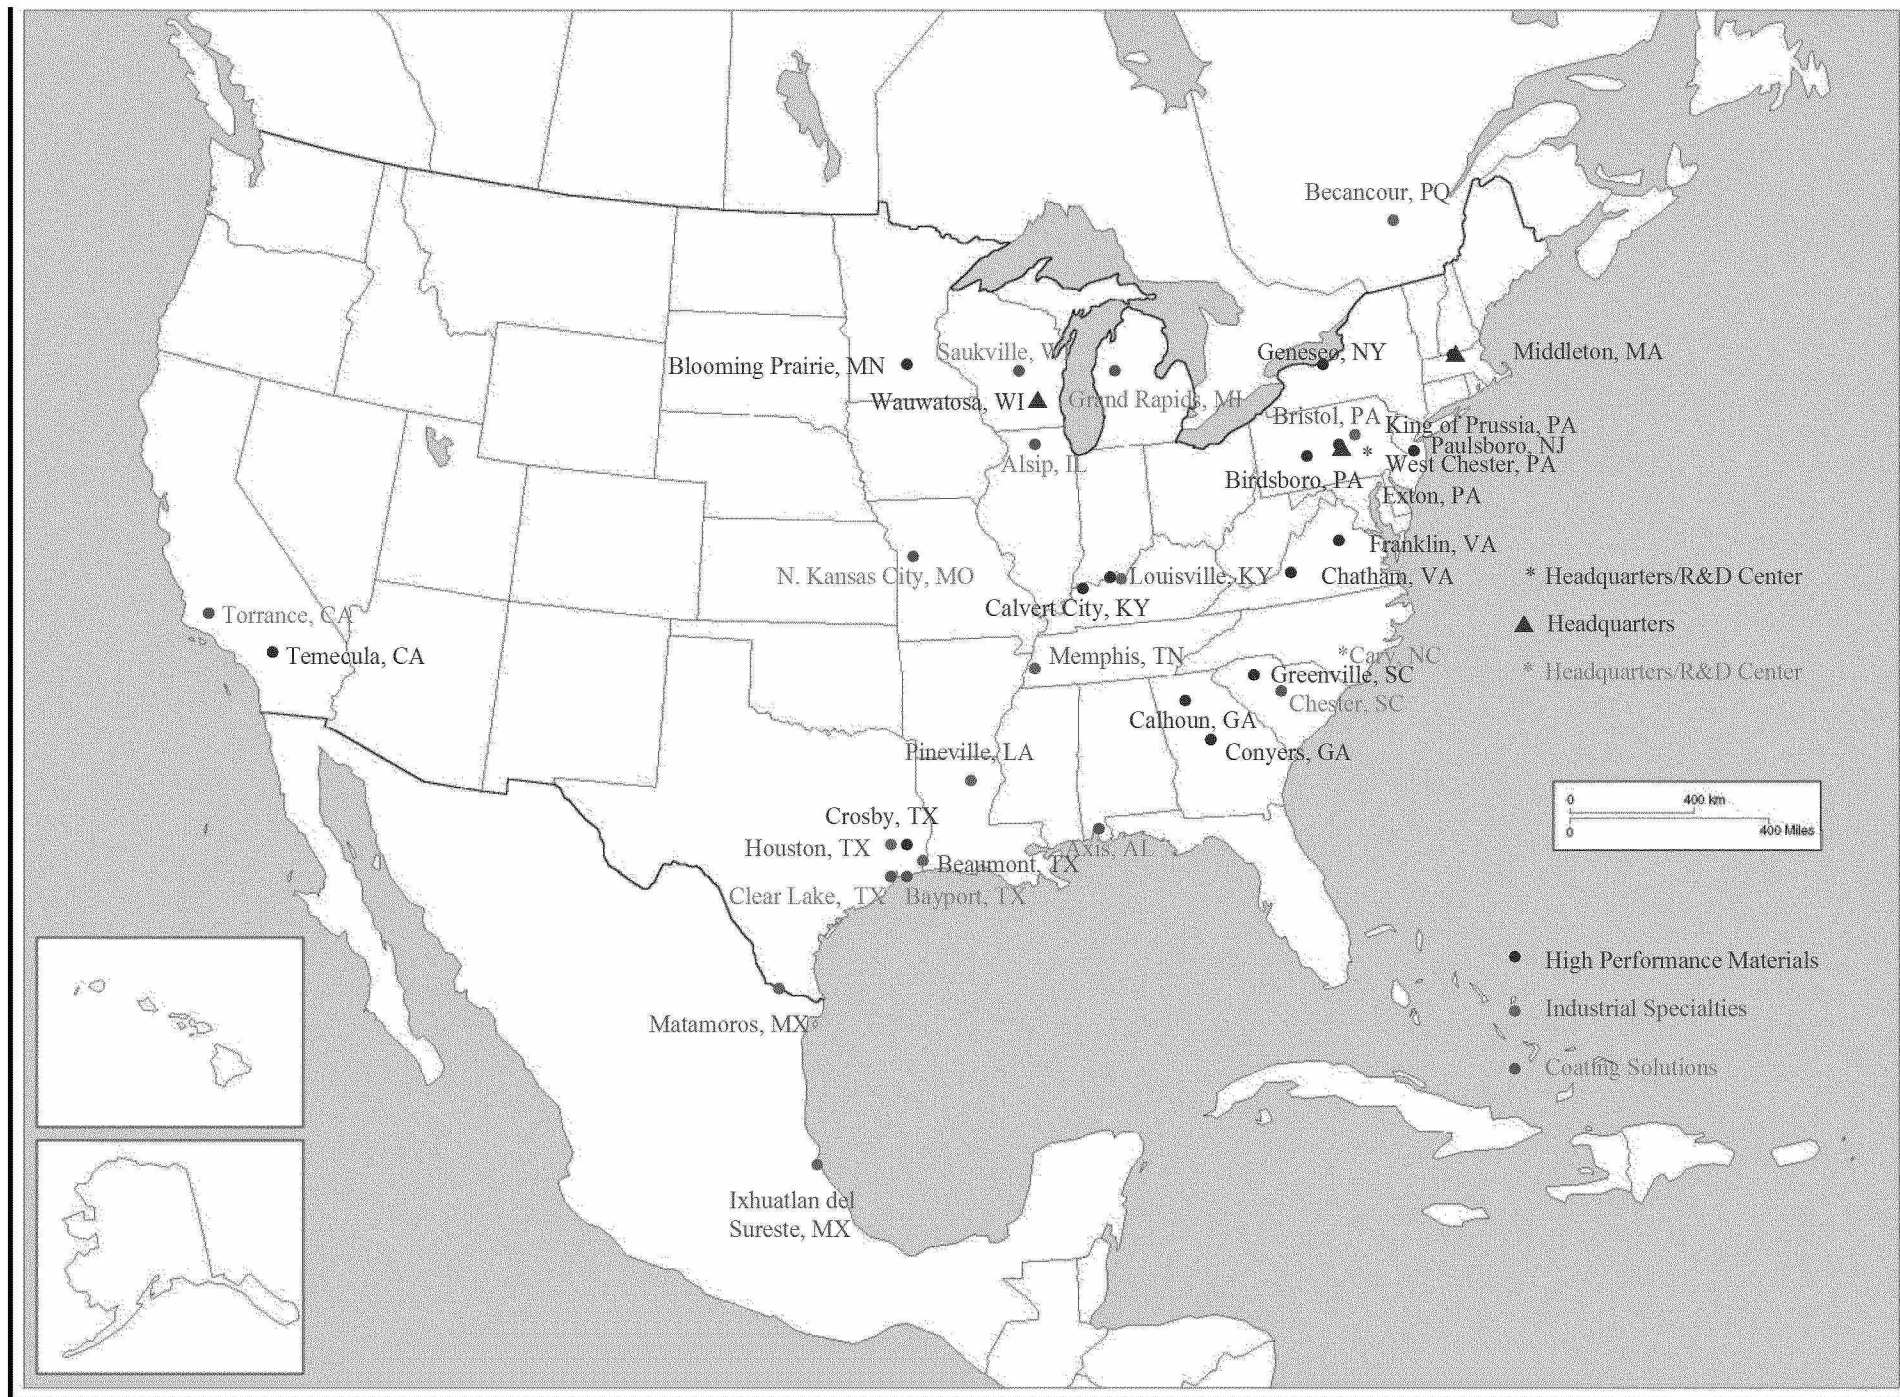 Becancour, PQ
Blooming Prairie, MN
Saukville, WI
Geneseo, NY
Middleton, MA
Wauwatosa, WI
Grand Rapids, MI
Bristol, PA
King of Prussia, PA
Paulsboro, NJ
Alsip, IL
* West Chester, PA
Birdsboro, PA
Exton, PA
Franklin, VA
N. Kansas City, MO
Louisville, KY
Chatham, VA
* Headquarters/R&D Center
Calvert City, KY
Torrance, CA
Headquarters
Temecula, CA
Memphis, TN
*Cary, NC
Greenville, SC
* Headquarters/R&D Center
Chester, SC
Calhoun, GA
Pineville, LA
Conyers, GA
0 400 km
0 400 Miles
Crosby, TX
Houston, TX
Axis, AL
Beaumont, TX
Clear Lake, TX
Bayport, TX
High Performance Materials
Industrial Specialties
Matamoros, MX
Coating Solutions
Ixhuatlan del
Sureste, MX